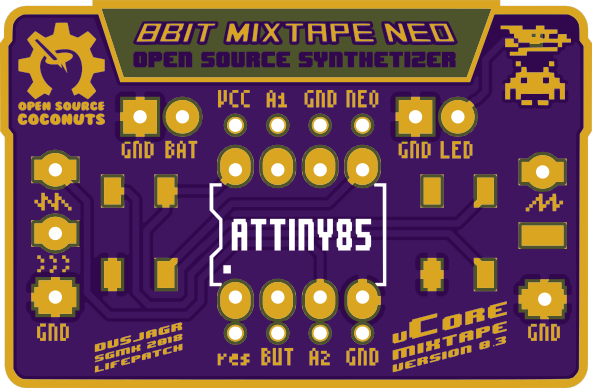 8BIT MIXTAPE NEO
OPEN SOURCE SYNTHETIZER
OPEN SOURCE
COCONUTS
VCC A1 GND NEO
GND BAT
GND LED
ATTINY85
GND
DUSJAGR
SGMK 2018
LIFEPATCH
ref BUT A2 GND
uCORE
MIXTAPE
VERSION 0.3
GND